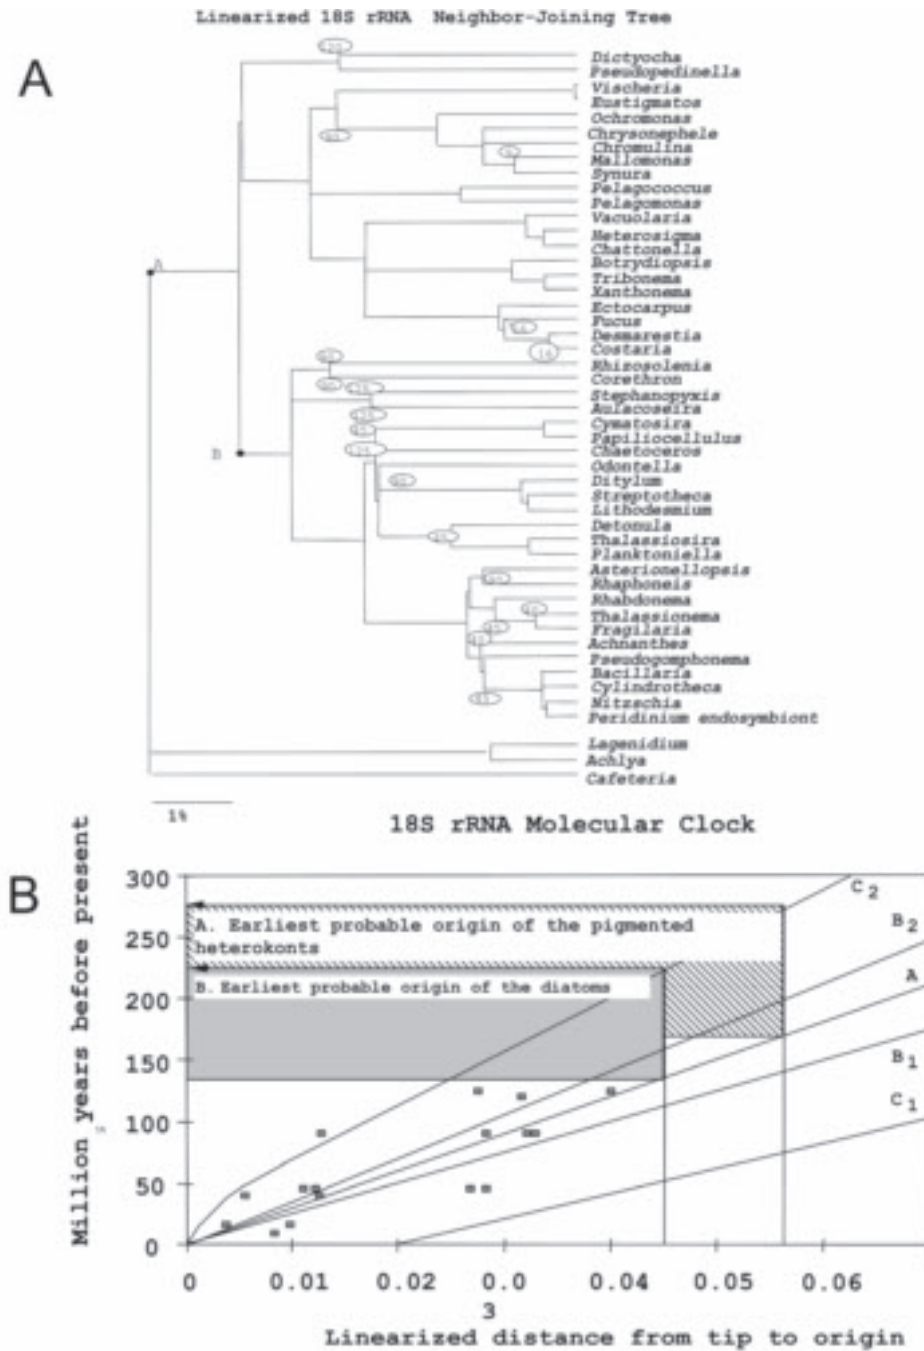 Linearized 18S rRNA Neighbor-Joining Tree
A
Dictyocha
Pseudopedinella
Vischeria
Eustigmatos
Ochromonas
Chrysonephele
Chromulina
Mallomonas
Synura
Pelagococcus
Pelagomonas
Vacuolaria
Heterosigma
Chattonella
Botrydiopsis
Tribonema
Xanthonema
Ectocarpus
Fucus
Desmarestia
Costaria
Rhizosolenia
Corethron
Stephanopyxis
Aulacoseira
Cymatosira
Papiliocellulus
Chaetoceros
Odontella
Ditylum
Streptotheca
Lithodesmium
Detonula
Thalassiosira
Planktoniella
Asterionellopsis
Rhaphoneis
Rhabdonema
Thalassionema
Fragilaria
Achnanthes
Pseudogomphonema
Bacillaria
Cylindrotheca
Nitzschia
Peridinium endosymbiont
Lagenidium
Achlya
Cafeteria
A
B
1%
18S rRNA Molecular Clock
B
Million years before present
300
250
200
150
100
50
0
A. Earliest probable origin of the pigmented
heterokonts
B. Earliest probable origin of the diatoms
C2
B2
A
B1
C1
0 0.01 0.02 0.0 0.04 0.05 0.06
3
Linearized distance from tip to origin